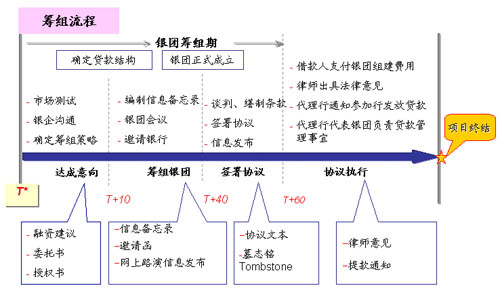 筹组流程
银团筹组期
确定贷款结构
银团正式成立
- 市场测试
- 银企沟通
- 确定筹组策略
- 编制信息备忘录
- 银团会议
- 邀请银行
- 谈判、缮制条款
- 签署协议
- 信息发布
- 借款人支付银团组建费用
- 律师出具法律意见
- 代理行通知参加行发放贷款
- 代理行代表银团负责贷款管
理事宜
项目终结
达成意向
筹组银团
签署协议
协议执行
T*
T+10
T+40
T+60
- 融资建议
- 委托书
- 授权书
–信息备忘录
–邀请函
–网上路演信息发布
–协议文本
–墓志铭
Tombstone
–律师意见
–提款通知